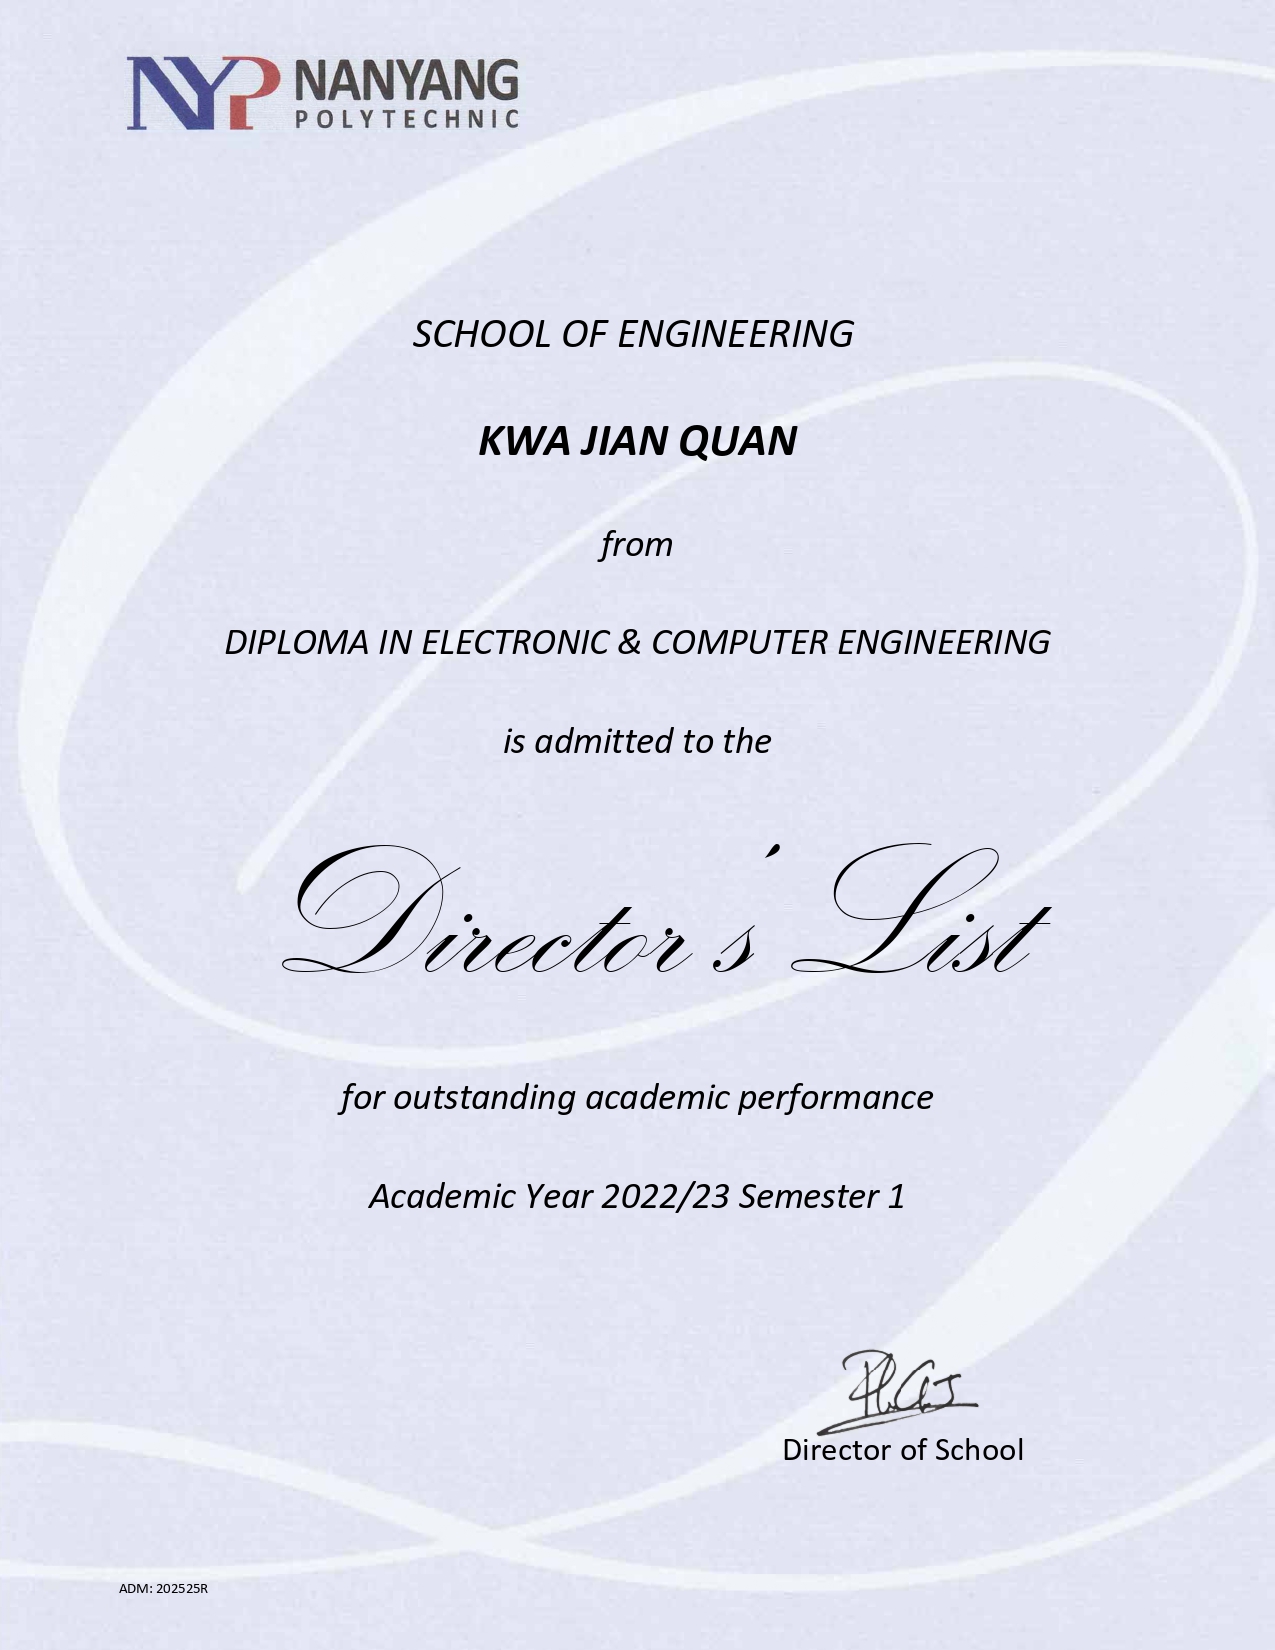 NYP NANYANG
POLYTECHNIC
SCHOOL OF ENGINEERING
KWA JIAN QUAN
from
DIPLOMA IN ELECTRONIC & COMPUTER ENGINEERING
is admitted to the
Director's List
for outstanding academic performance
Academic Year 2022/23 Semester 1
Director of School
ADM: 202525R